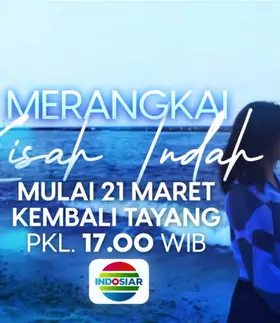 MERANGKAI
Kisah Indah
MULAI 21 MARET
KEMBALI TAYANG
PKL. 17.00 WIB
INDOSIAR